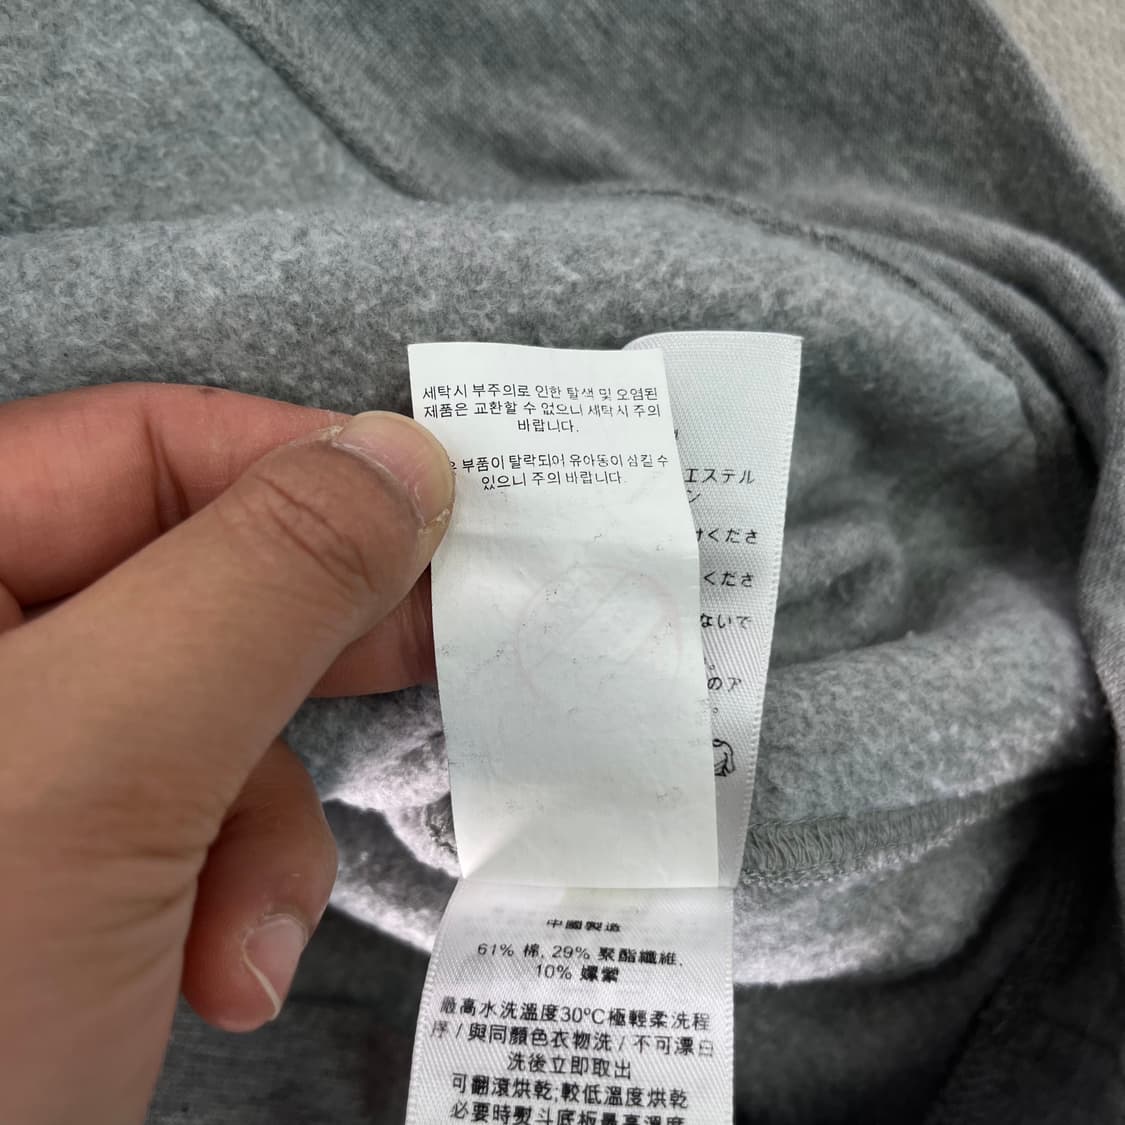 세탁시 부주의로 인한 탈색 및 오염된
제품은 교환할 수 없으니 세탁시 주의
바랍니다.
부품이 탈락되어 유아동이 삼킬 수
있으니 주의 바랍니다.
エステル
ン
けくださ
くださ
ないで
。
のア
。
中國製造
61% 棉, 29% 聚酯纖維,
10% 嫘縈
最高水洗溫度30ºC極輕柔洗程
序 / 與同顏色衣物洗 / 不可漂白
洗後立即取出
可翻滾烘乾;較低溫度烘乾
必要時熨斗底板最高溫度